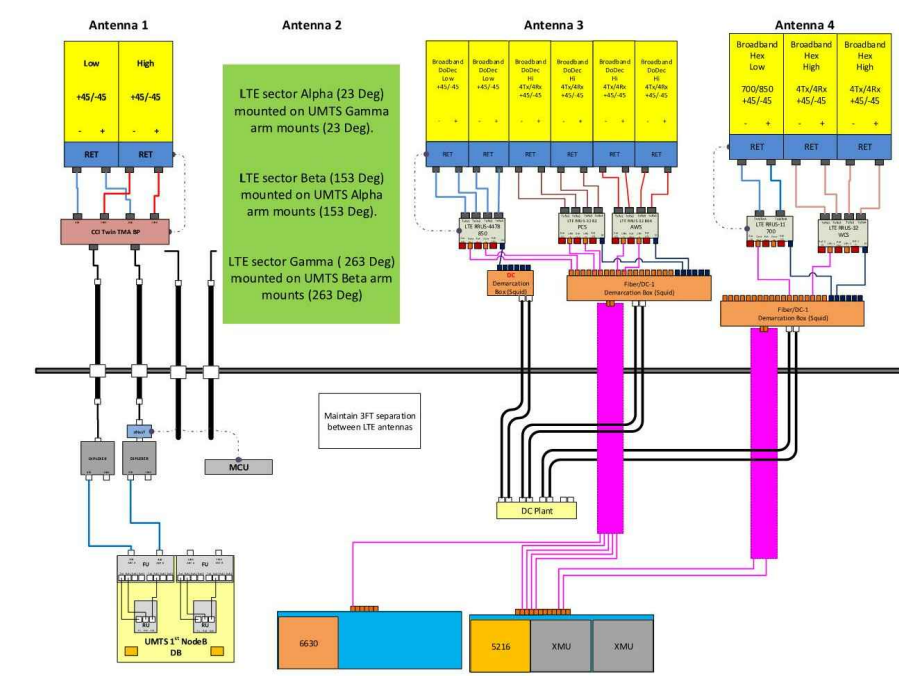 Antenna 1
Antenna 2
Antenna 3
Antenna 4
Low
+45/-45
- +
High
+45/-45
- +
RET
RET
CCI Twin TMA BP
LTE sector Alpha (23 Deg)
mounted on UMTS Gamma
arm mounts (23 Deg).
LTE sector Beta (153 Deg)
mounted on UMTS Alpha
arm mounts (153 Deg).
LTE sector Gamma ( 263 Deg)
mounted on UMTS Beta arm
mounts (263 Deg)
Broadband
DoDec
Low
+45/-45
- +
Broadband
DoDec
Low
+45/-45
- +
Broadband
DoDec
Hi
4Tx/4Rx
+45/-45
- +
Broadband
DoDec
Hi
4Tx/4Rx
+45/-45
- +
Broadband
DoDec
Hi
4Tx/4Rx
+45/-45
- +
Broadband
DoDec
Hi
4Tx/4Rx
+45/-45
- +
RET
RET
RET
RET
RET
RET
Broadband
Hex
Low
700/850
+45/-45
- +
Broadband
Hex
High
4Tx/4Rx
+45/-45
- +
Broadband
Hex
High
4Tx/4Rx
+45/-45
- +
RET
RET
RET
LTE RRUS-4478
850
PCS
AWS
LTE RRUS-11
700
LTE RRUS-32
WCS
DC
Demarcation
Box (Squid)
Fiber/DC-1
Demarcation Box (Squid)
Fiber/DC-1
Demarcation Box (Squid)
Maintain 3FT separation
between LTE antennas
MCU
DC Plant
FU
FU
RU
RU
UMTS 1st NodeB
DB
6630
5216
XMU
XMU